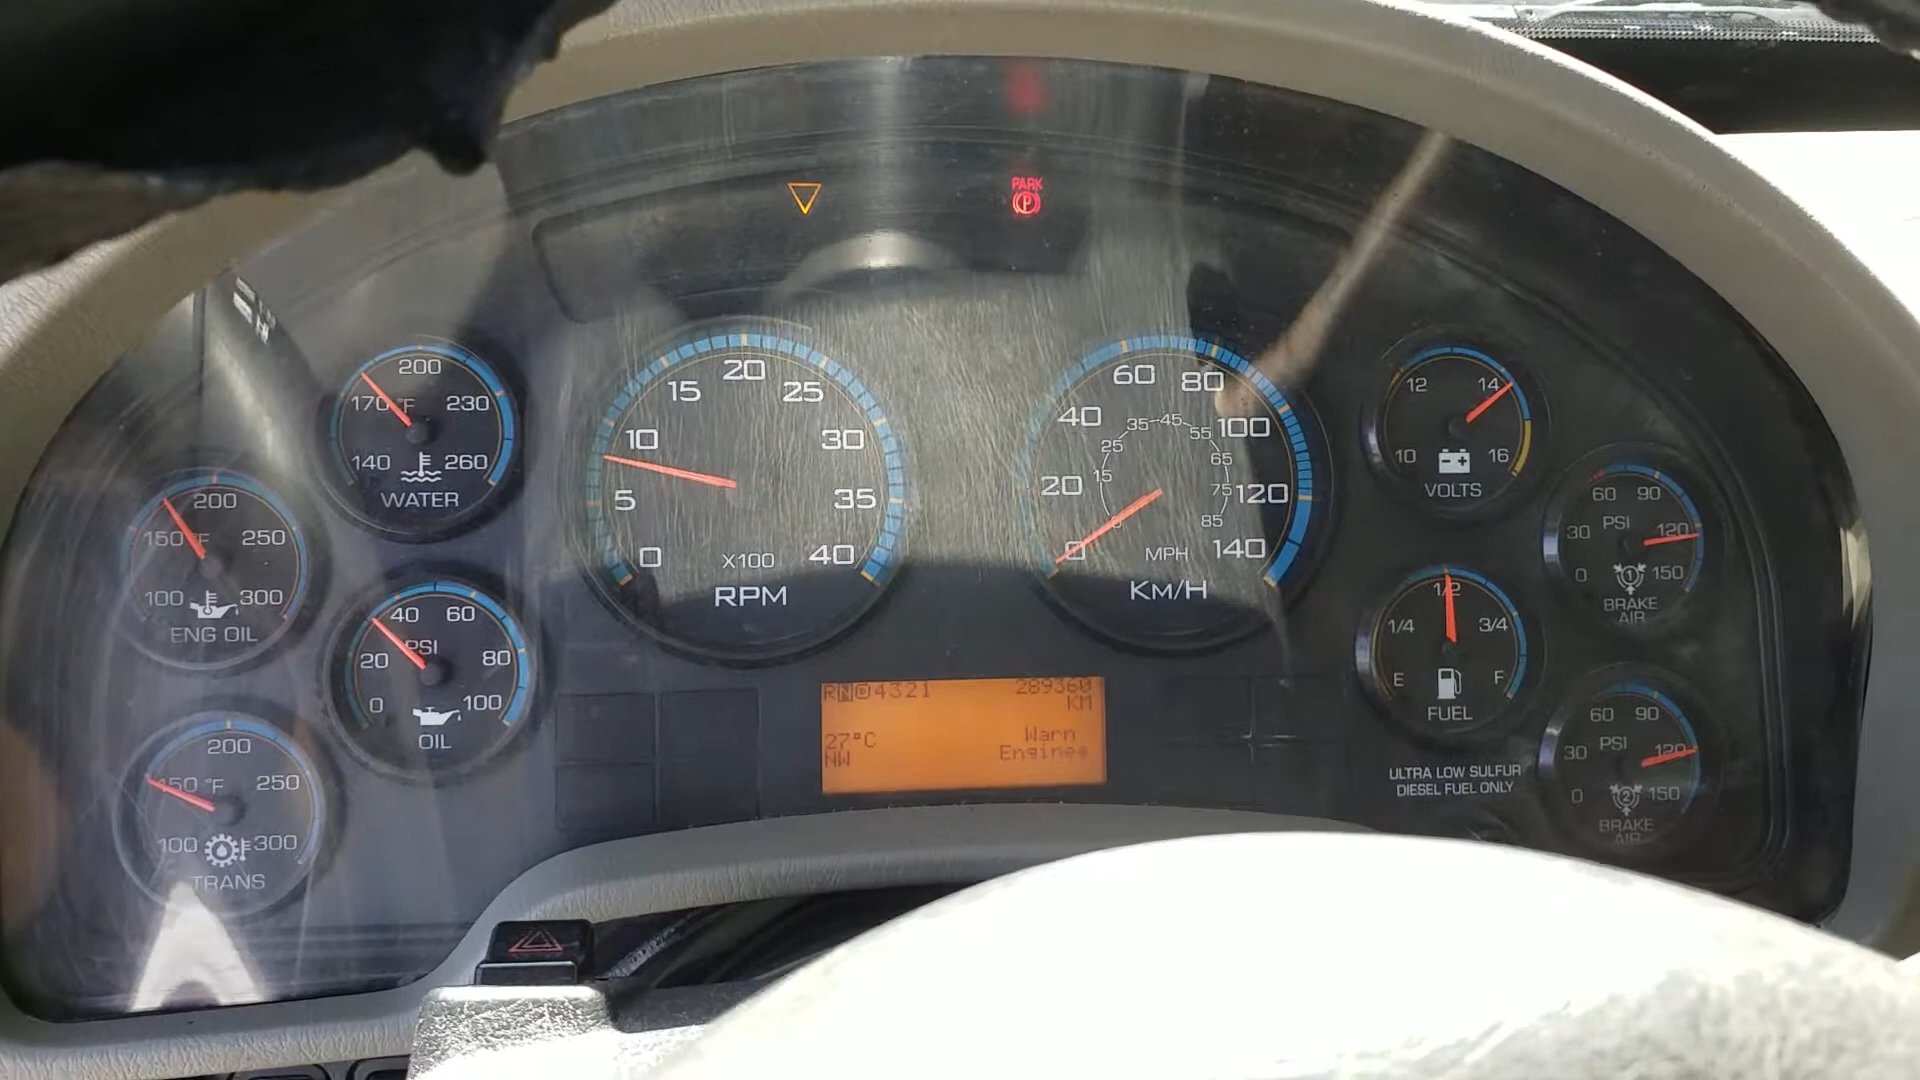 PARK
P
200
170 °F 230
140 260
WATER
200
150 °F 250
100 300
ENG OIL
40 60
PSI
20 80
0 100
OIL
200
150 °F 250
100 300
TRANS
20
15 25
10 30
5 35
0 40
X100
RPM
60 80
40 100
20 120
0 140
35 45
25 55
15 65
75
0 85
MPH
KM/H
RND4321 289360
KM
27°C Warn
NW Engines
12 14
10 16
VOLTS
1/2
1/4 3/4
E F
FUEL
ULTRA LOW SULFUR
DIESEL FUEL ONLY
60 90
30 PSI 120
0 150
1
BRAKE
AIR
60 90
30 PSI 120
0 150
2
BRAKE
AIR